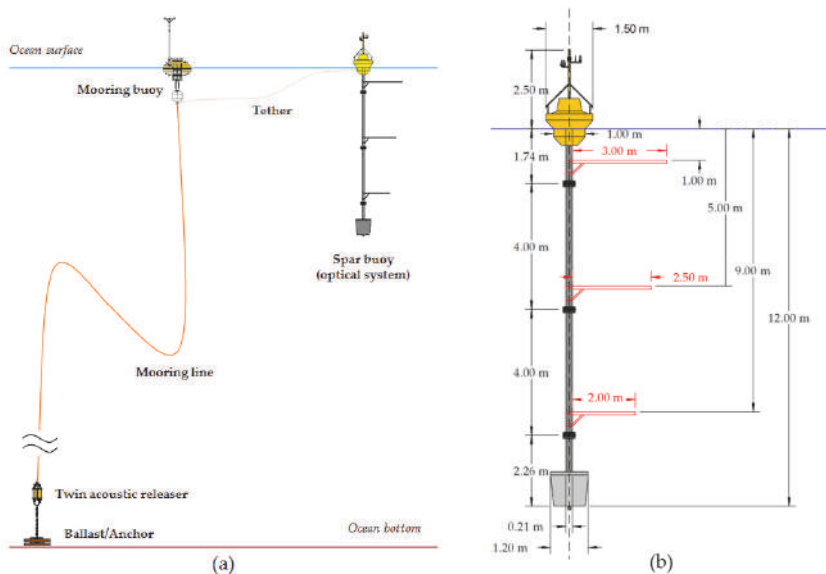 Ocean surface
Mooring buoy
Tether
Spar buoy
(optical system)
Mooring line
Twin acoustic releaser
Ballast/Anchor
Ocean bottom
(a)
1.50 m
2.50 m
1.00 m
3.00 m
1.74 m
1.00 m
5.00 m
4.00 m
2.50 m
9.00 m
12.00 m
4.00 m
2.00 m
2.26 m
0.21 m
1.20 m
(b)